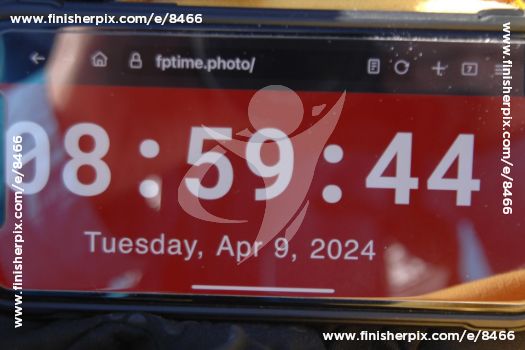 www.finisherpix.com/e/8466
www.finisherpix.com/e/8466
fptime.photo/
7
08:59:44
Tuesday, Apr 9, 2024
www.finisherpix.com/e/8466
www.finisherpix.com/e/8466